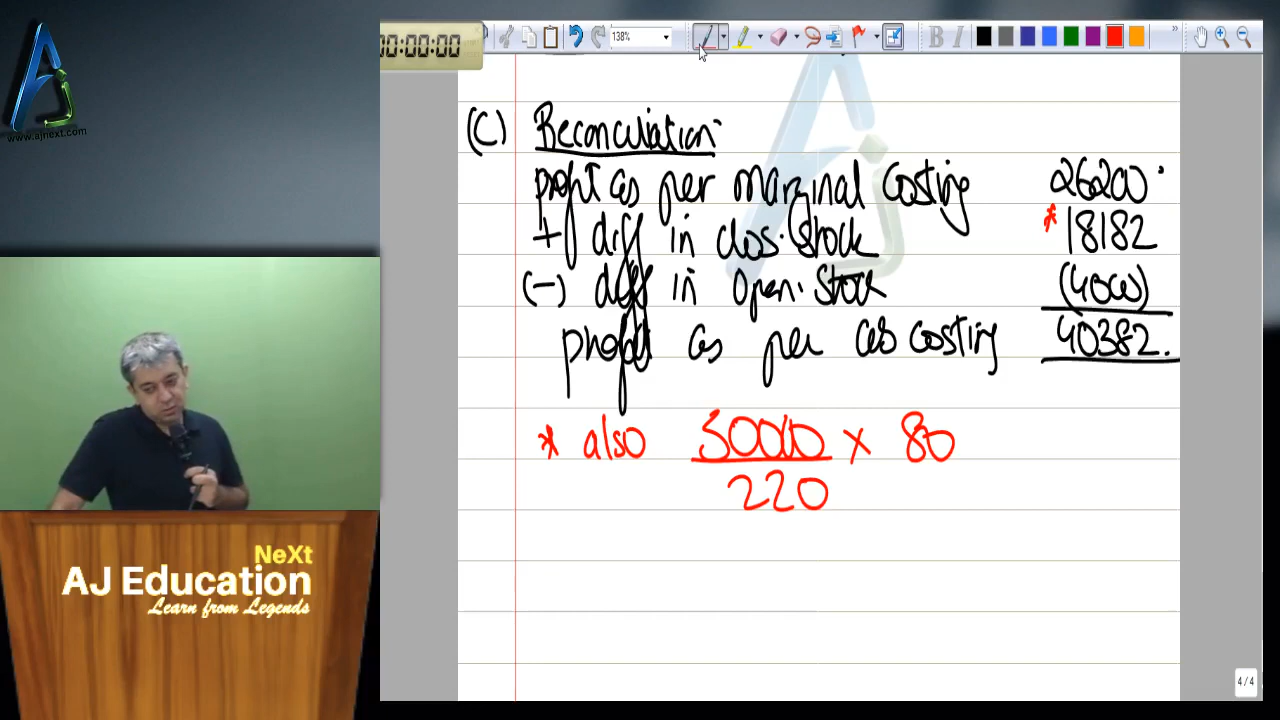 00:00:00
138%
B I
www.ajnext.com
(C) Reconciliation
profit as per marginal costing 26200
+ diff in clos. Stock *18182
(-) diff in open. Stock (4000)
profit as per abs costing 40382.
* also 50000 x 80
220
NeXt
AJ Education
Learn from Legends
4/4